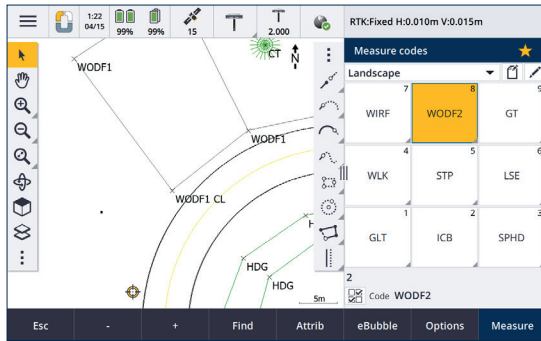 1:22
04/15
99%
99%
15
T
2.000
RTK:Fixed H:0.010m V:0.015m
Measure codes
Landscape
CT
N
WODF1
WODF1
WODF1 CL
HDG
HDG
H
5m
7
WIRF
8
WODF2
9
GT
4
WLK
5
STP
6
LSE
1
GLT
2
ICB
3
SPHD
2
Code WODF2
Esc
-
+
Find
Attrib
eBubble
Options
Measure